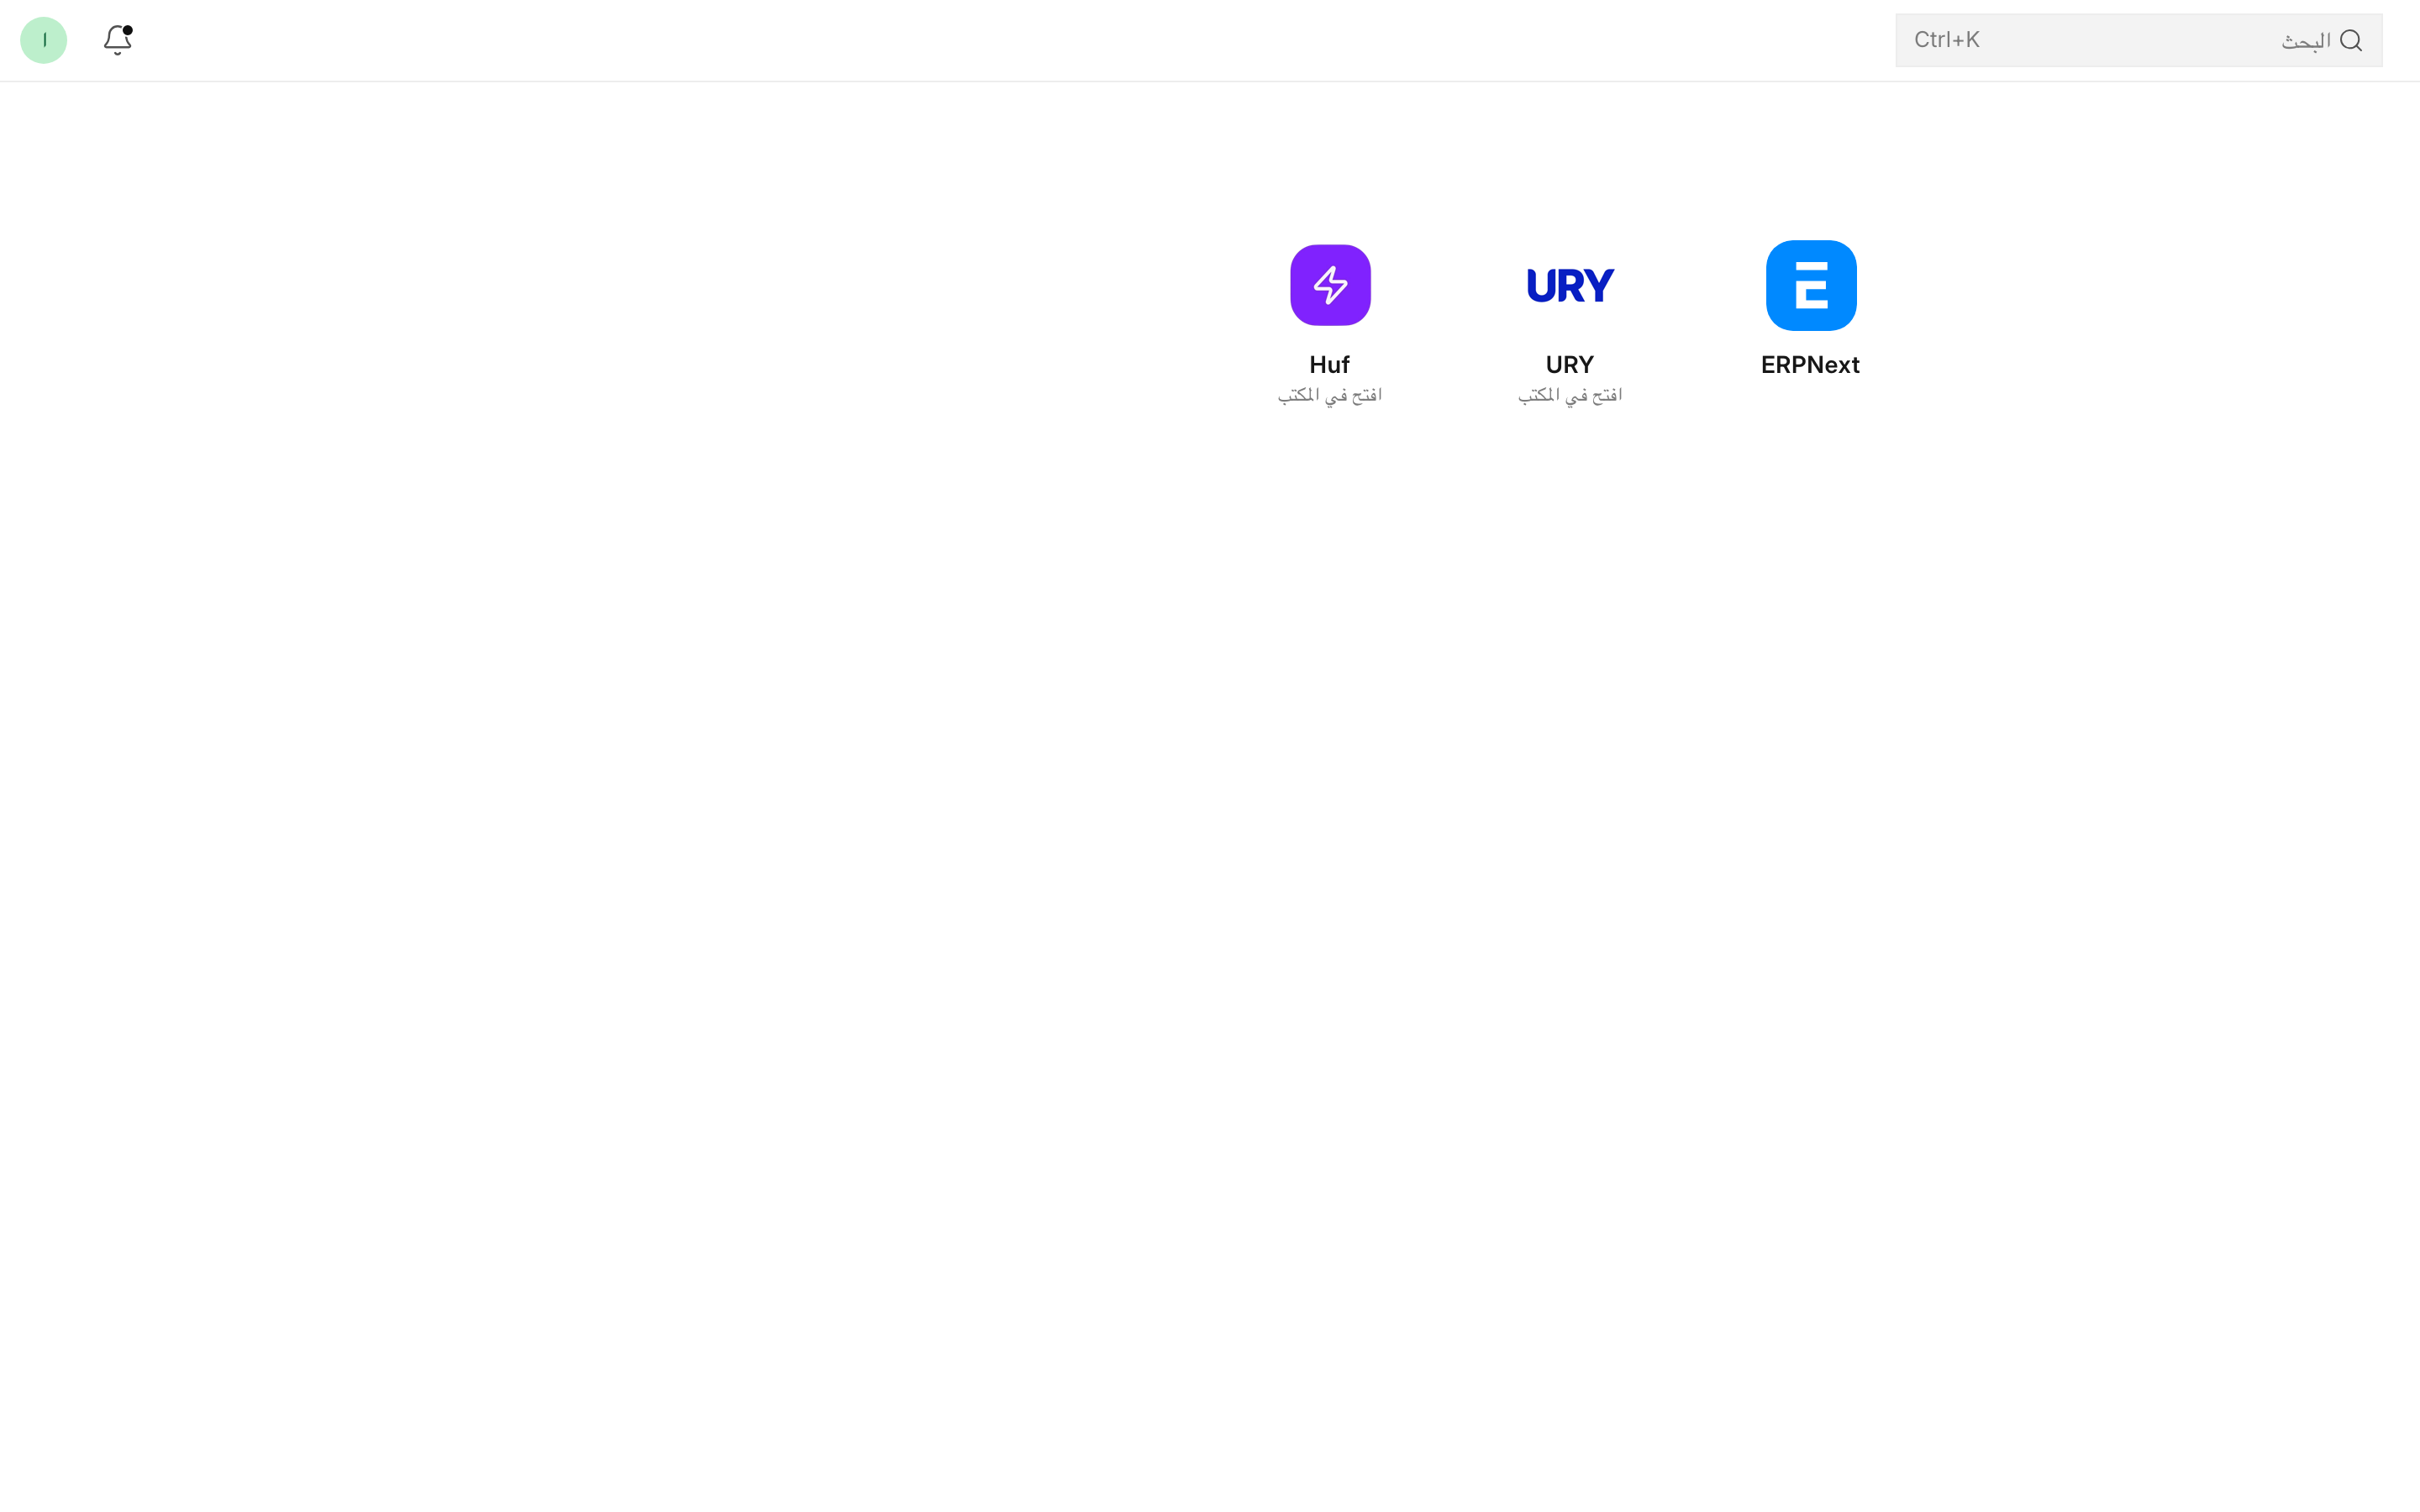 البحث Ctrl+K
ا
E URY
ERPNext URY Huf
افتح في المكتب افتح في المكتب